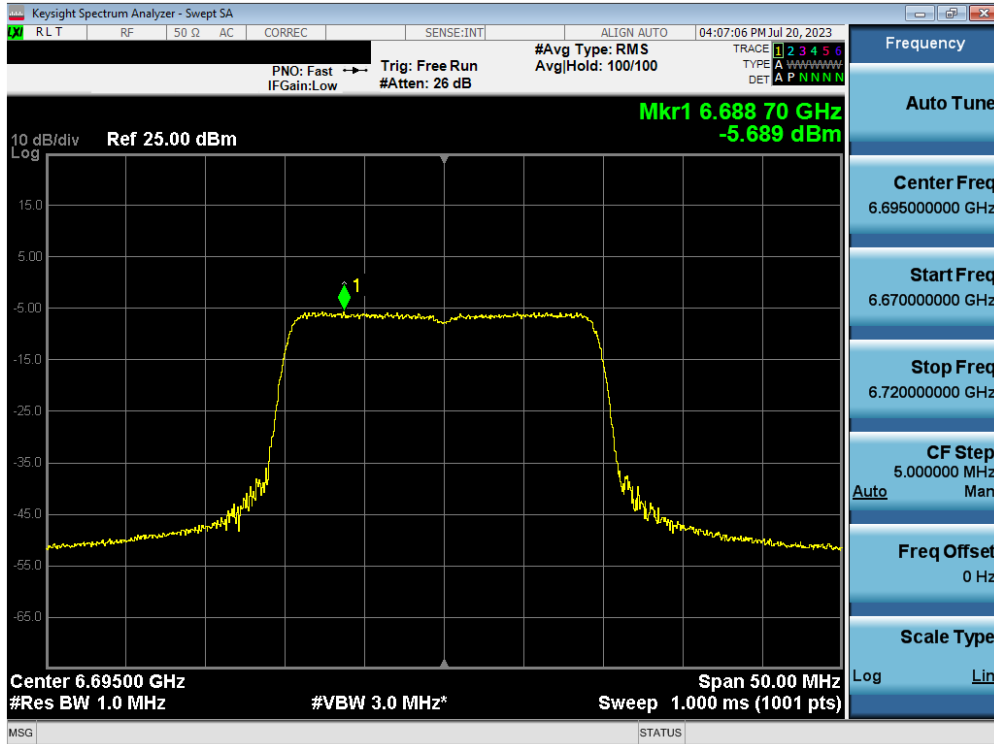 Keysight Spectrum Analyzer - Swept SA
LXI RLT RF 50 Ω AC CORREC SENSE:INT ALIGN AUTO 04:07:06 PM Jul 20, 2023
PNO: Fast
IFGain:Low
Trig: Free Run
#Atten: 26 dB
#Avg Type: RMS
Avg|Hold: 100/100
TRACE 1 2 3 4 5 6
TYPE A WWWWW
DET A P N N N N
Mkr1 6.688 70 GHz
-5.689 dBm
10 dB/div Ref 25.00 dBm
Log
15.0
5.00
-5.00
-15.0
-25.0
-35.0
-45.0
-55.0
-65.0
1
Center 6.69500 GHz Span 50.00 MHz
#Res BW 1.0 MHz #VBW 3.0 MHz* Sweep 1.000 ms (1001 pts)
MSG STATUS
Frequency
Auto Tune
Center Freq
6.695000000 GHz
Start Freq
6.670000000 GHz
Stop Freq
6.720000000 GHz
CF Step
5.000000 MHz
Auto Man
Freq Offset
0 Hz
Scale Type
Log Lin